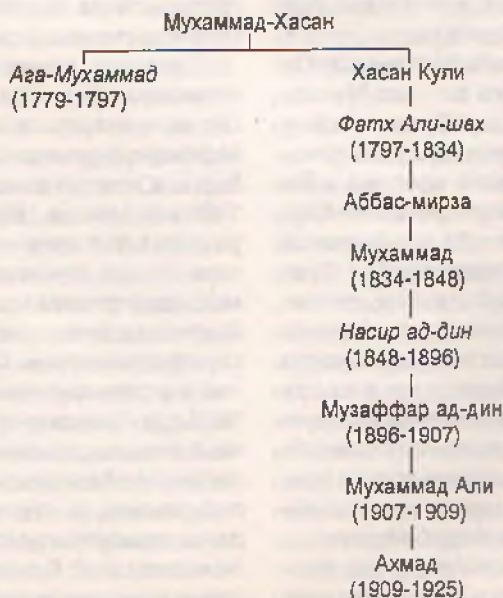 Мухаммад-Хасан
Ага-Мухаммад
(1779-1797)
Хасан Кули
Фатх Али-шах
(1797-1834)
Аббас-мирза
Мухаммад
(1834-1848)
Насир ад-дин
(1848-1896)
Музаффар ад-дин
(1896-1907)
Мухаммад Али
(1907-1909)
Ахмад
(1909-1925)